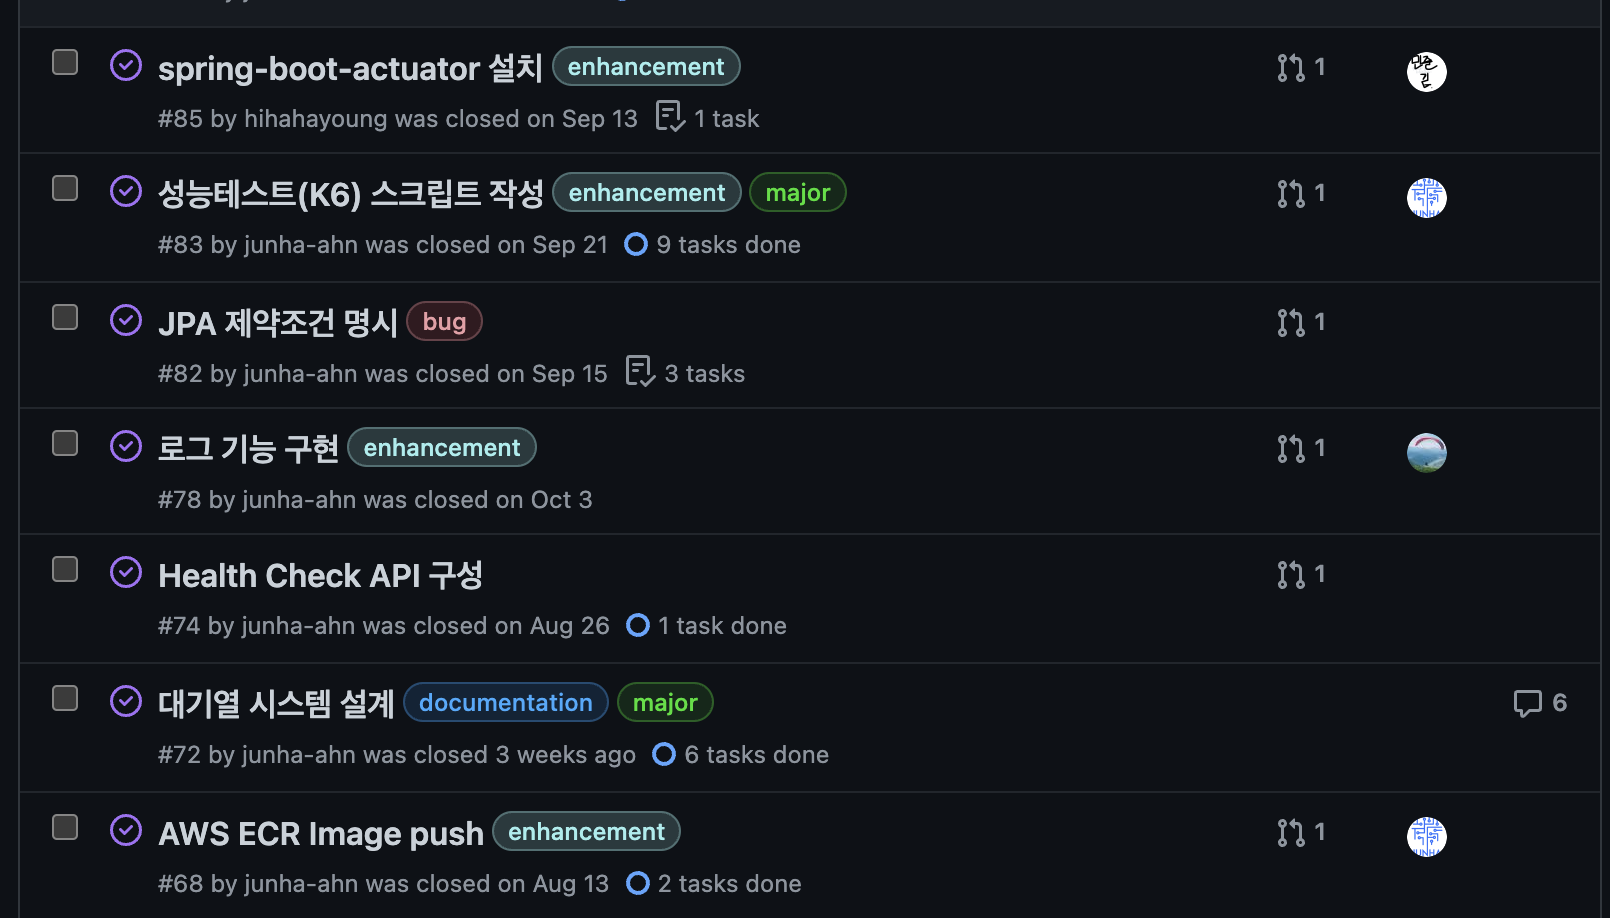 spring-boot-actuator 설치 enhancement 1
#85 by hihahayoung was closed on Sep 13 1 task
성능테스트(K6) 스크립트 작성 enhancement major 1
#83 by junha-ahn was closed on Sep 21 9 tasks done
JPA 제약조건 명시 bug 1
#82 by junha-ahn was closed on Sep 15 3 tasks
로그 기능 구현 enhancement 1
#78 by junha-ahn was closed on Oct 3
Health Check API 구성 1
#74 by junha-ahn was closed on Aug 26 1 task done
대기열 시스템 설계 documentation major 6
#72 by junha-ahn was closed 3 weeks ago 6 tasks done
AWS ECR Image push enhancement 1
#68 by junha-ahn was closed on Aug 13 2 tasks done